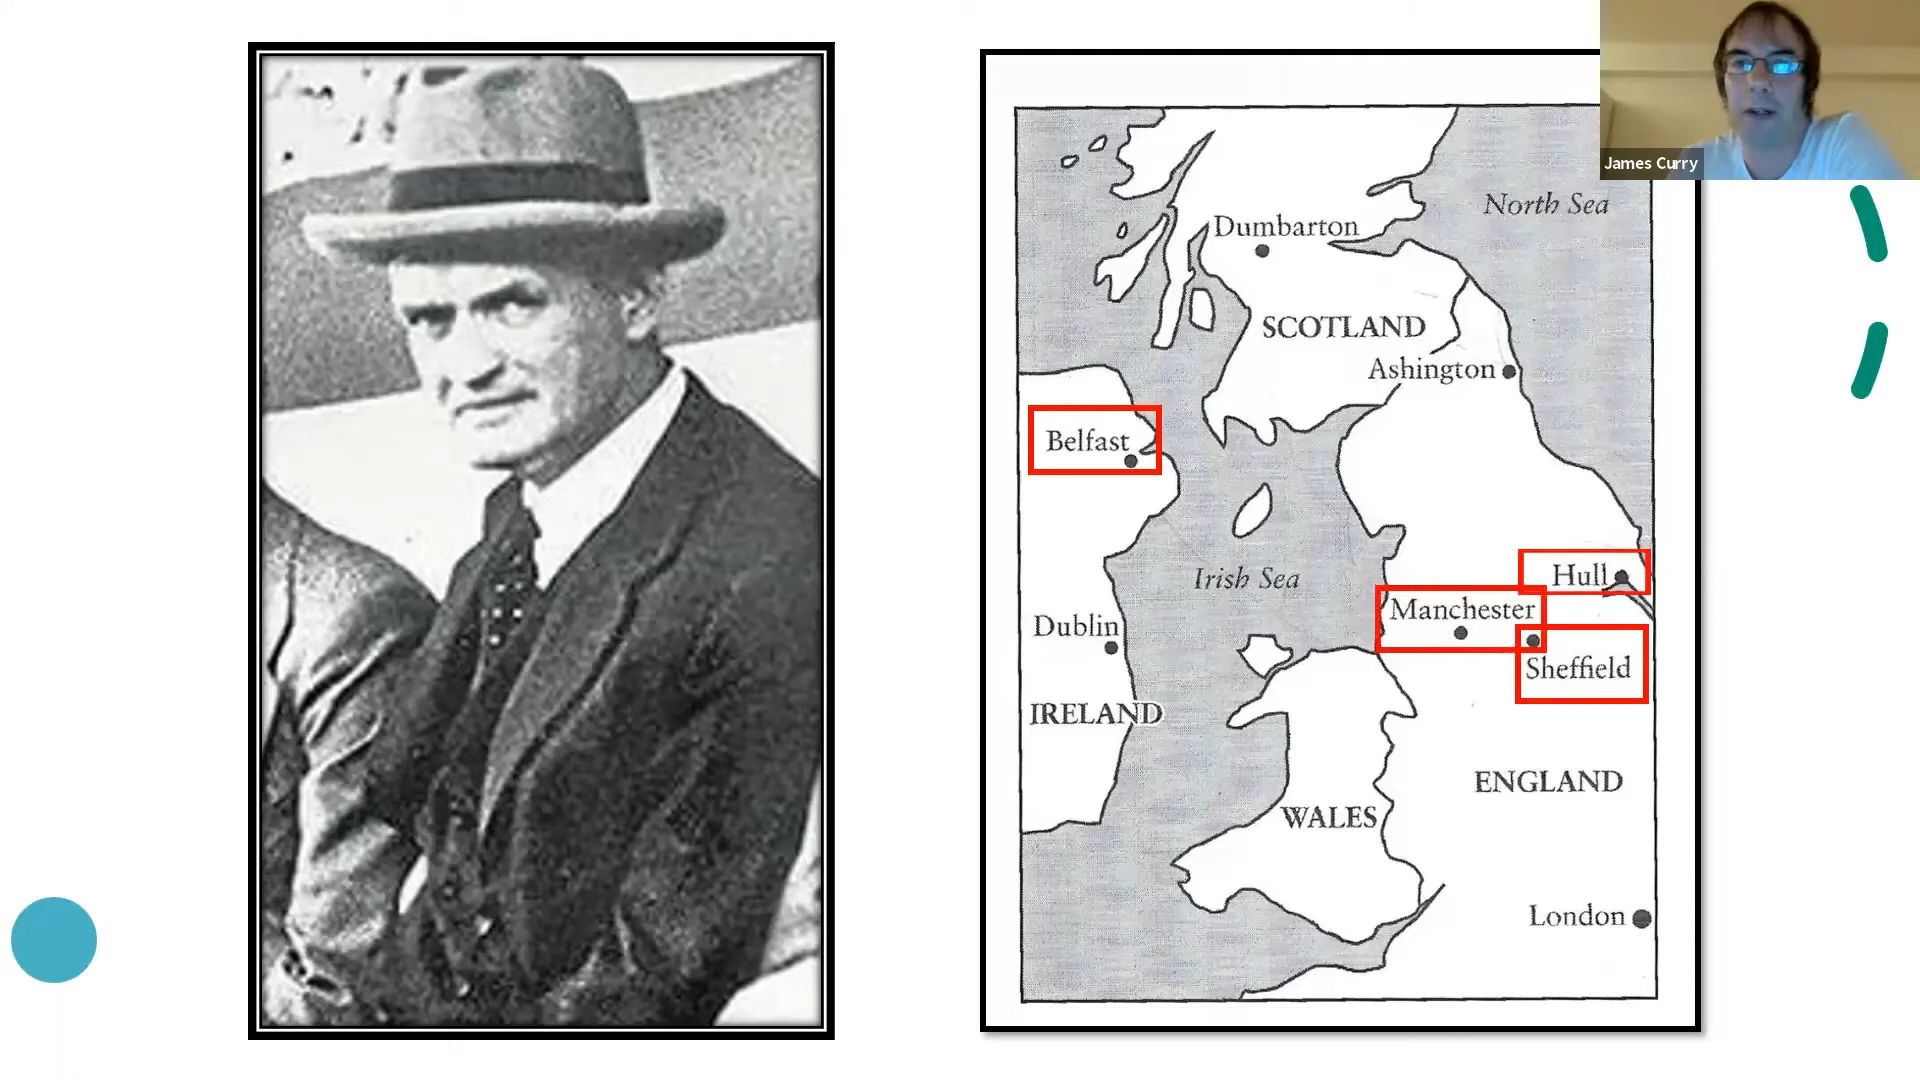 James Curry
North Sea
Dumbarton
SCOTLAND
Ashington
Belfast
Irish Sea
Hull
Manchester
Dublin
Sheffield
IRELAND
ENGLAND
WALES
London